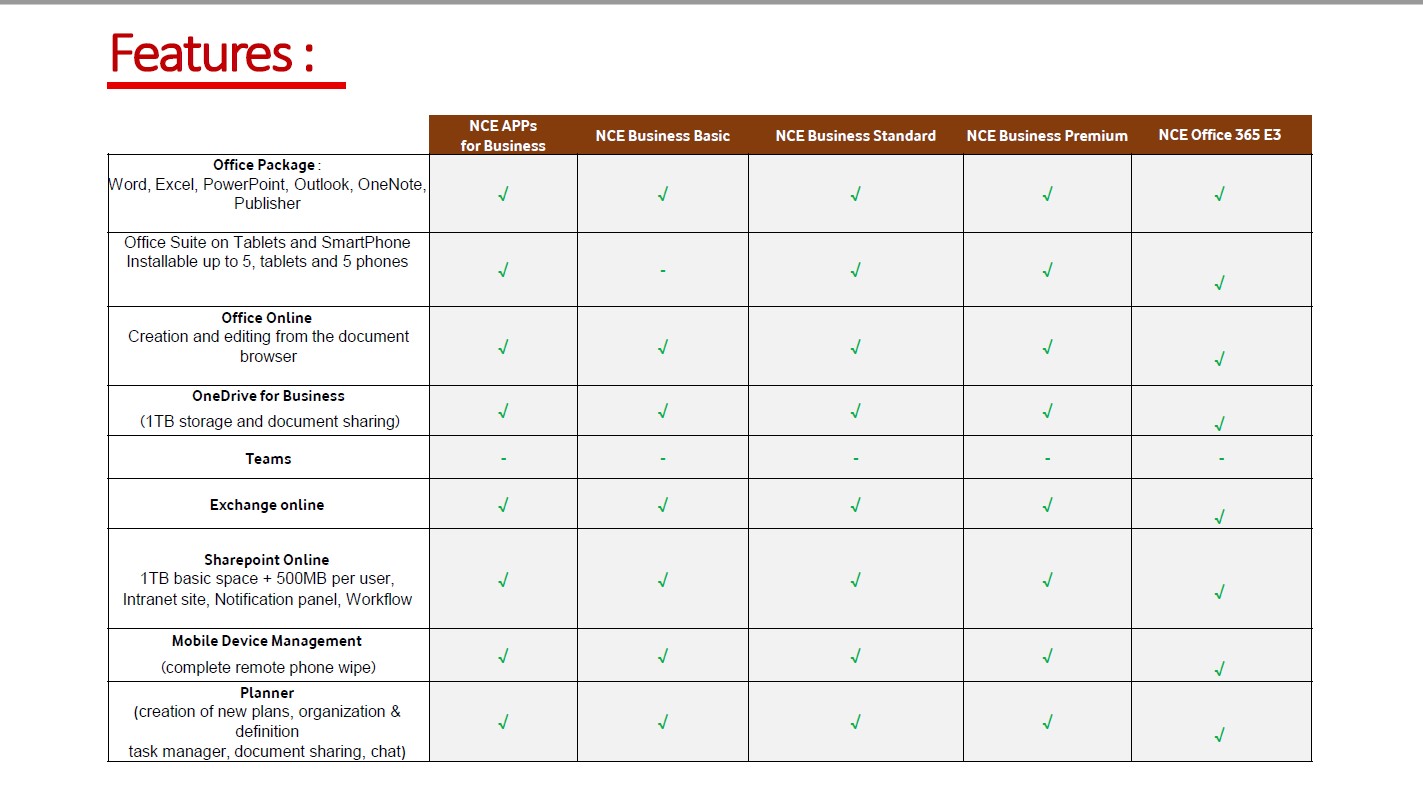 Features :
NCE APPs
for Business
NCE Business Basic
NCE Business Standard
NCE Business Premium
NCE Office 365 E3
Office Package :
Word, Excel, PowerPoint, Outlook, OneNote,
Publisher
√ √ √ √ √
Office Suite on Tablets and SmartPhone
Installable up to 5, tablets and 5 phones
√ - √ √ √
Office Online
Creation and editing from the document
browser
√ √ √ √ √
OneDrive for Business
(1TB storage and document sharing)
√ √ √ √ √
Teams
- - - - -
Exchange online
√ √ √ √ √
Sharepoint Online
1TB basic space + 500MB per user,
Intranet site, Notification panel, Workflow
√ √ √ √ √
Mobile Device Management
(complete remote phone wipe)
√ √ √ √ √
Planner
(creation of new plans, organization &
definition
task manager, document sharing, chat)
√ √ √ √ √